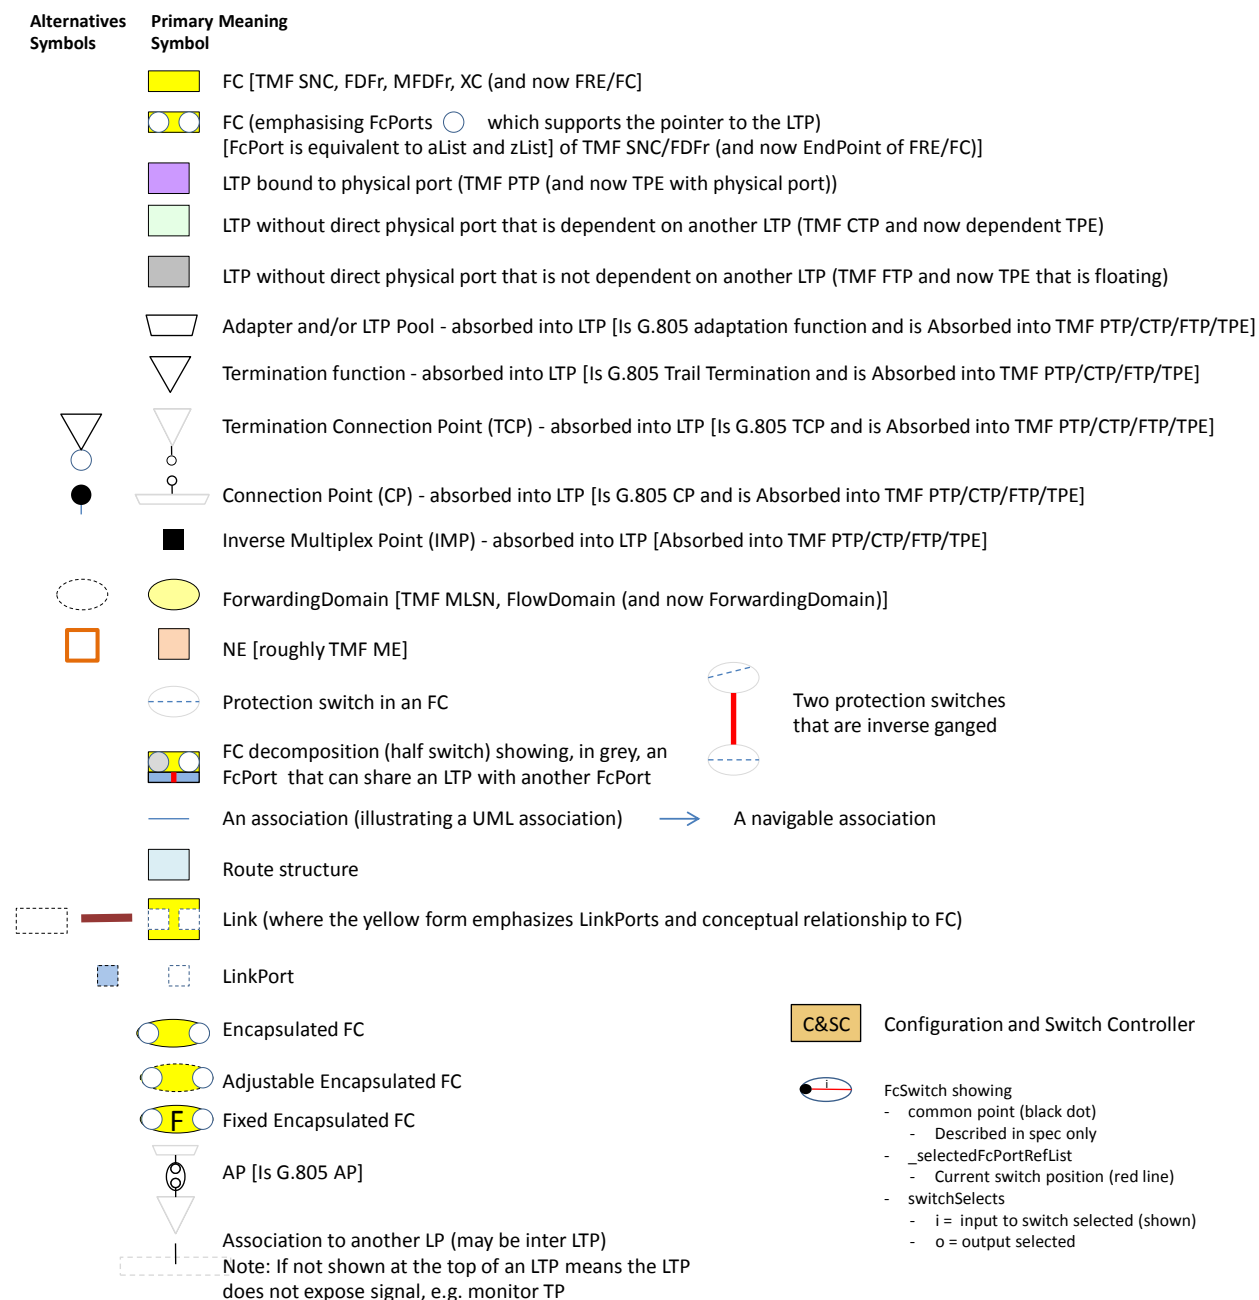 Alternatives Primary Meaning
Symbols Symbol
FC [TMF SNC, FDFr, MFDFr, XC (and now FRE/FC]
FC (emphasising FcPorts which supports the pointer to the LTP)
[FcPort is equivalent to aList and zList] of TMF SNC/FDFr (and now EndPoint of FRE/FC)]
LTP bound to physical port (TMF PTP (and now TPE with physical port))
LTP without direct physical port that is dependent on another LTP (TMF CTP and now dependent TPE)
LTP without direct physical port that is not dependent on another LTP (TMF FTP and now TPE that is floating)
Adapter and/or LTP Pool - absorbed into LTP [Is G.805 adaptation function and is Absorbed into TMF PTP/CTP/FTP/TPE]
Termination function - absorbed into LTP [Is G.805 Trail Termination and is Absorbed into TMF PTP/CTP/FTP/TPE]
Termination Connection Point (TCP) - absorbed into LTP [Is G.805 TCP and is Absorbed into TMF PTP/CTP/FTP/TPE]
Connection Point (CP) - absorbed into LTP [Is G.805 CP and is Absorbed into TMF PTP/CTP/FTP/TPE]
Inverse Multiplex Point (IMP) - absorbed into LTP [Absorbed into TMF PTP/CTP/FTP/TPE]
ForwardingDomain [TMF MLSN, FlowDomain (and now ForwardingDomain)]
NE [roughly TMF ME]
Protection switch in an FC
Two protection switches
that are inverse ganged
FC decomposition (half switch) showing, in grey, an
FcPort that can share an LTP with another FcPort
An association (illustrating a UML association)
A navigable association
Route structure
Link (where the yellow form emphasizes LinkPorts and conceptual relationship to FC)
LinkPort
Encapsulated FC
Adjustable Encapsulated FC
F Fixed Encapsulated FC
AP [Is G.805 AP]
Association to another LP (may be inter LTP)
Note: If not shown at the top of an LTP means the LTP
does not expose signal, e.g. monitor TP
C&SC Configuration and Switch Controller
i
FcSwitch showing
- common point (black dot)
- Described in spec only
- _selectedFcPortRefList
- Current switch position (red line)
- switchSelects
- i = input to switch selected (shown)
- o = output selected